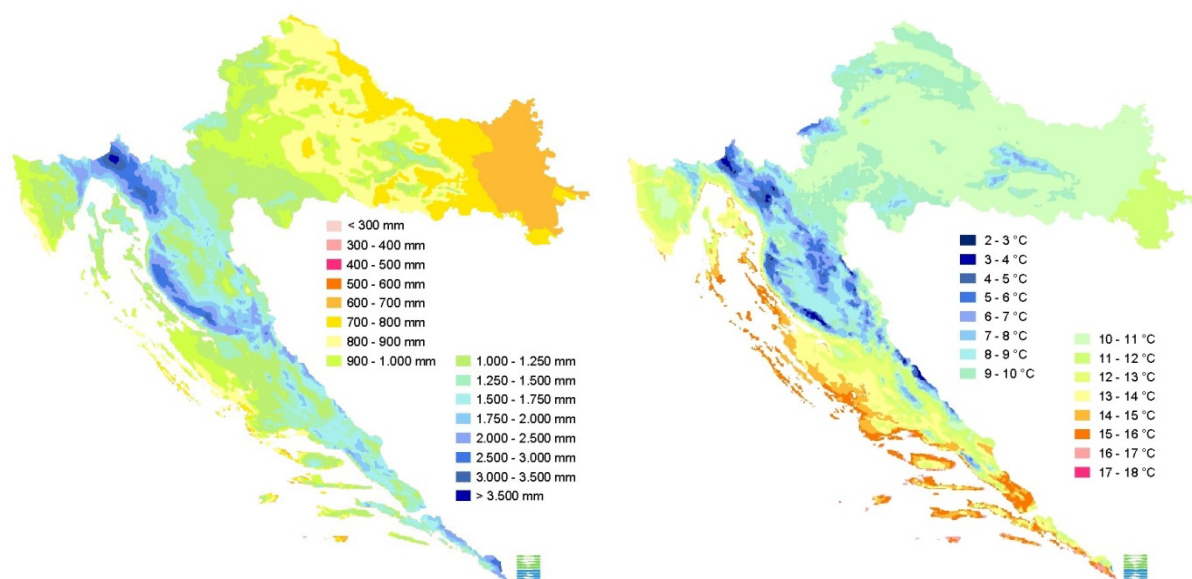 < 300 mm
300 - 400 mm
400 - 500 mm
500 - 600 mm
600 - 700 mm
700 - 800 mm
800 - 900 mm
900 - 1.000 mm
1.000 - 1.250 mm
1.250 - 1.500 mm
1.500 - 1.750 mm
1.750 - 2.000 mm
2.000 - 2.500 mm
2.500 - 3.000 mm
3.000 - 3.500 mm
> 3.500 mm
2 - 3 °C
3 - 4 °C
4 - 5 °C
5 - 6 °C
6 - 7 °C
7 - 8 °C
8 - 9 °C
9 - 10 °C
10 - 11 °C
11 - 12 °C
12 - 13 °C
13 - 14 °C
14 - 15 °C
15 - 16 °C
16 - 17 °C
17 - 18 °C